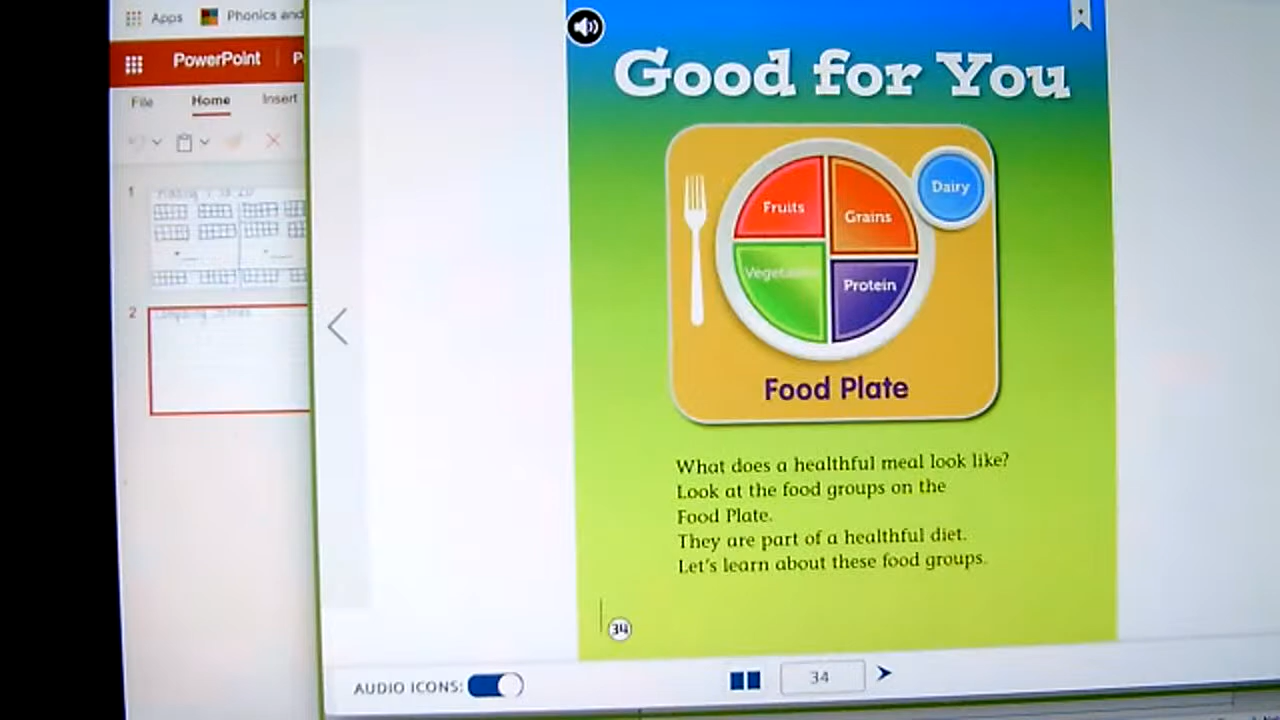 Apps
Phonics and
PowerPoint
P
File
Home
Insert
1
2
Good for You
Fruits
Grains
Dairy
Protein
Food Plate
What does a healthful meal look like?
Look at the food groups on the
Food Plate.
They are part of a healthful diet.
Let's learn about these food groups.
34
AUDIO ICONS:
34